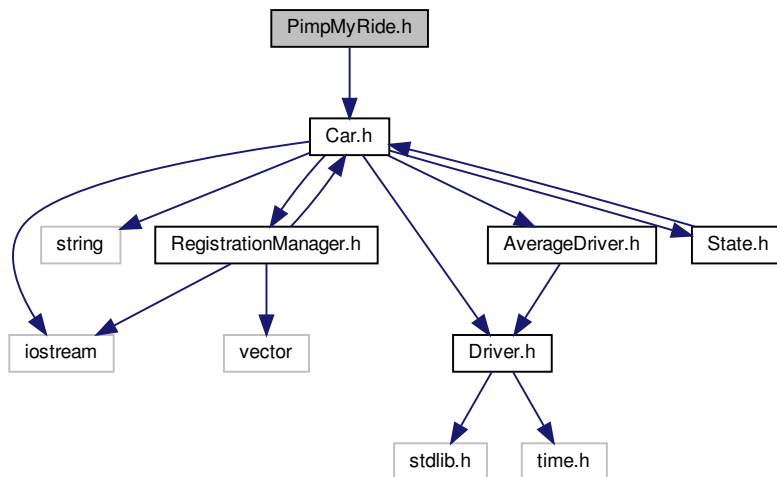 PimpMyRide.h
Car.h
string
RegistrationManager.h
AverageDriver.h
State.h
iostream
vector
Driver.h
stdlib.h
time.h